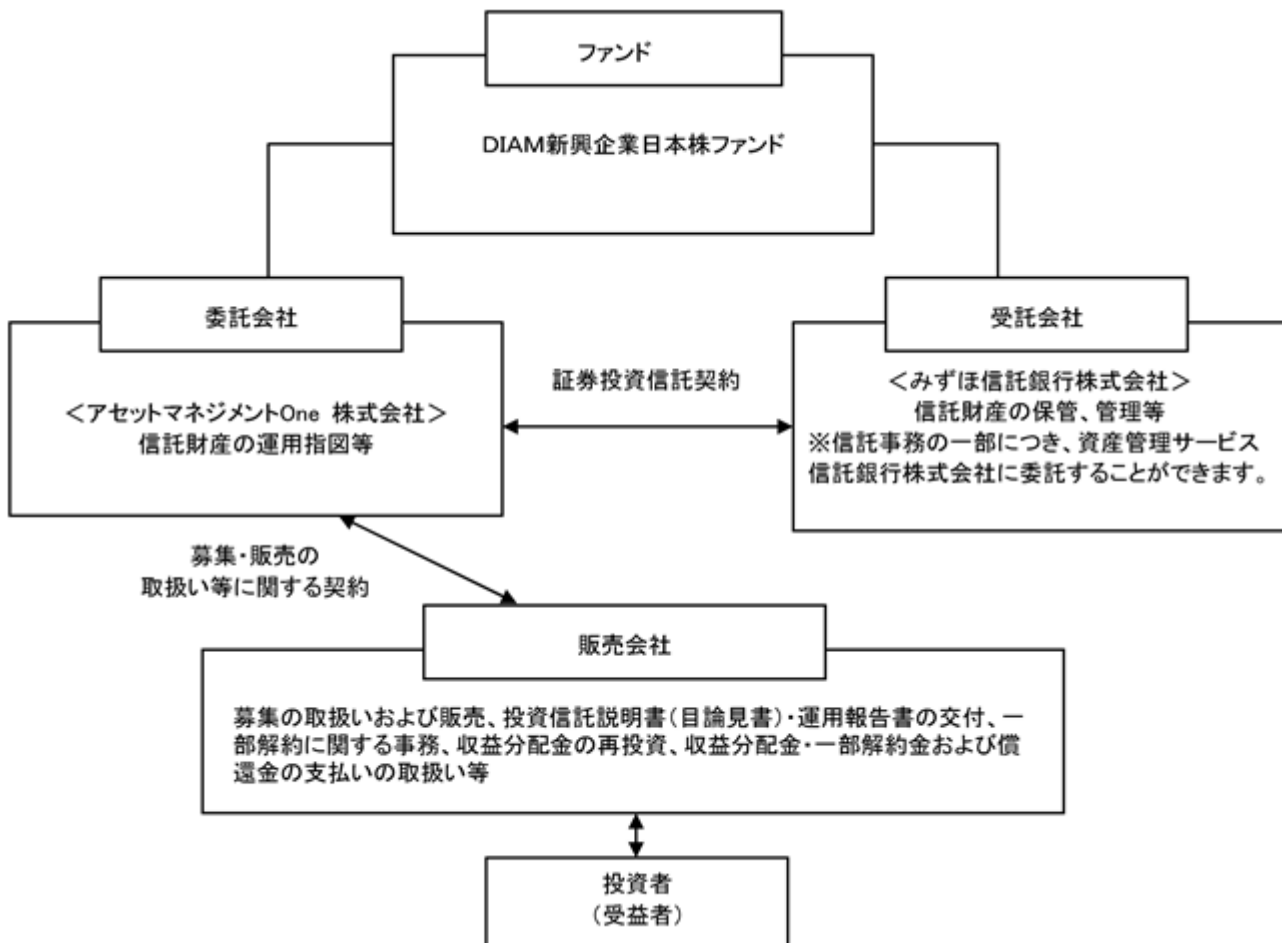 ファンド
DIAM新興企業日本株ファンド
委託会社
＜アセットマネジメントOne 株式会社＞
信託財産の運用指図等
証券投資信託契約
受託会社
＜みずほ信託銀行株式会社＞
信託財産の保管、管理等
※信託事務の一部につき、資産管理サービス
信託銀行株式会社に委託することができます。
募集・販売の
取扱い等に関する契約
販売会社
募集の取扱いおよび販売、投資信託説明書（目論見書）・運用報告書の交付、一
部解約に関する事務、収益分配金の再投資、収益分配金・一部解約金および償
還金の支払いの取扱い等
投資者
（受益者）